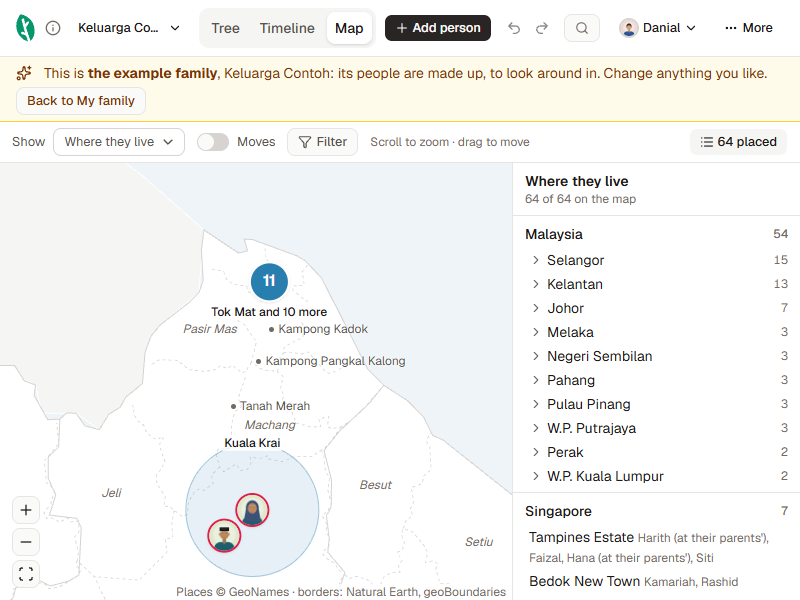 Keluarga Co...
Tree
Timeline
Map
+ Add person
Danial
··· More
This is the example family, Keluarga Contoh: its people are made up, to look around in. Change anything you like.
Back to My family
Show
Where they live
Moves
Filter
Scroll to zoom · drag to move
64 placed
11
Tok Mat and 10 more
Pasir Mas
Kampong Kadok
Kampong Pangkal Kalong
Tanah Merah
Machang
Kuala Krai
Jeli
Besut
Setiu
Places © GeoNames · borders: Natural Earth, geoBoundaries
Where they live
64 of 64 on the map
Malaysia 54
Selangor 15
Kelantan 13
Johor 7
Melaka 3
Negeri Sembilan 3
Pahang 3
Pulau Pinang 3
W.P. Putrajaya 3
Perak 2
W.P. Kuala Lumpur 2
Singapore 7
Tampines Estate Harith (at their parents'),
Faizal, Hana (at their parents'), Siti
Bedok New Town Kamariah, Rashid